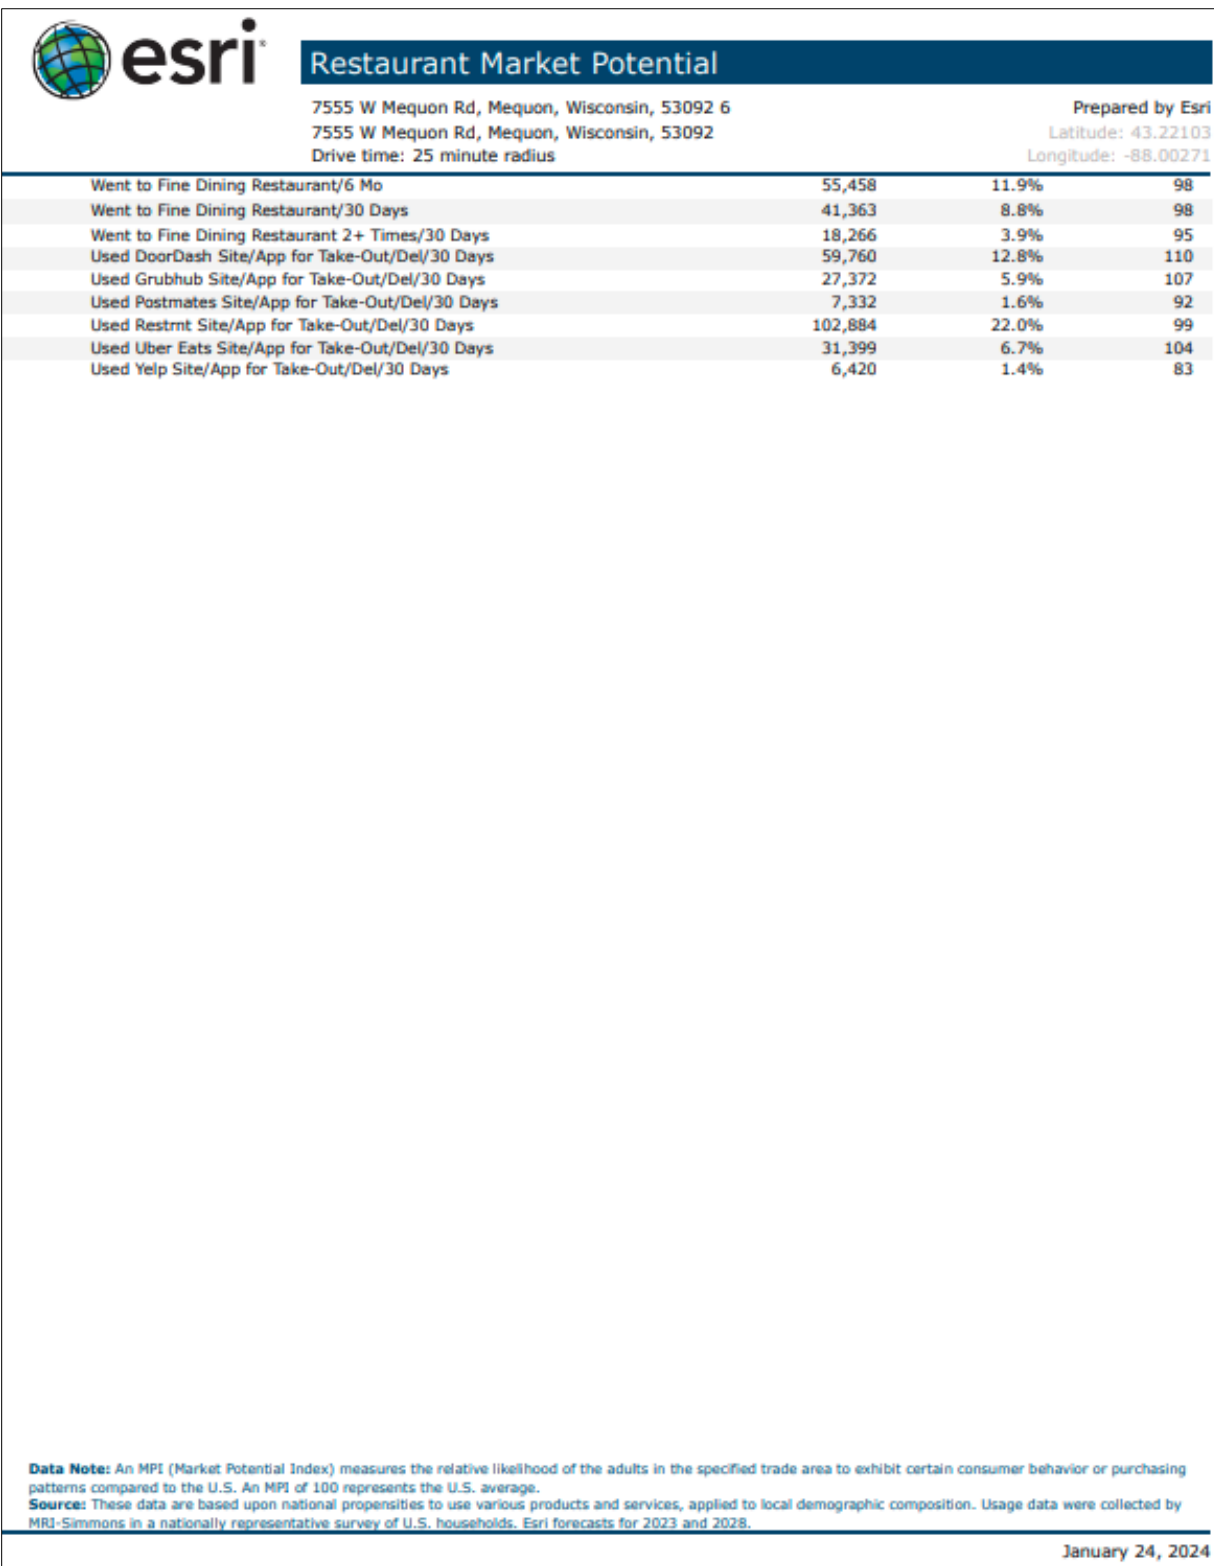 esri
Restaurant Market Potential
7555 W Mequon Rd, Mequon, Wisconsin, 53092 6 Prepared by Esri
7555 W Mequon Rd, Mequon, Wisconsin, 53092 Latitude: 43.22103
Drive time: 25 minute radius Longitude: -88.00271
Went to Fine Dining Restaurant/6 Mo 55,458 11.9% 98
Went to Fine Dining Restaurant/30 Days 41,363 8.8% 98
Went to Fine Dining Restaurant 2+ Times/30 Days 18,266 3.9% 95
Used DoorDash Site/App for Take-Out/Del/30 Days 59,760 12.8% 110
Used Grubhub Site/App for Take-Out/Del/30 Days 27,372 5.9% 107
Used Postmates Site/App for Take-Out/Del/30 Days 7,332 1.6% 92
Used Restrnt Site/App for Take-Out/Del/30 Days 102,884 22.0% 99
Used Uber Eats Site/App for Take-Out/Del/30 Days 31,399 6.7% 104
Used Yelp Site/App for Take-Out/Del/30 Days 6,420 1.4% 83
Data Note: An MPI (Market Potential Index) measures the relative likelihood of the adults in the specified trade area to exhibit certain consumer behavior or purchasing
patterns compared to the U.S. An MPI of 100 represents the U.S. average.
Source: These data are based upon national propensities to use various products and services, applied to local demographic composition. Usage data were collected by
MRI-Simmons in a nationally representative survey of U.S. households. Esri forecasts for 2023 and 2028.
January 24, 2024